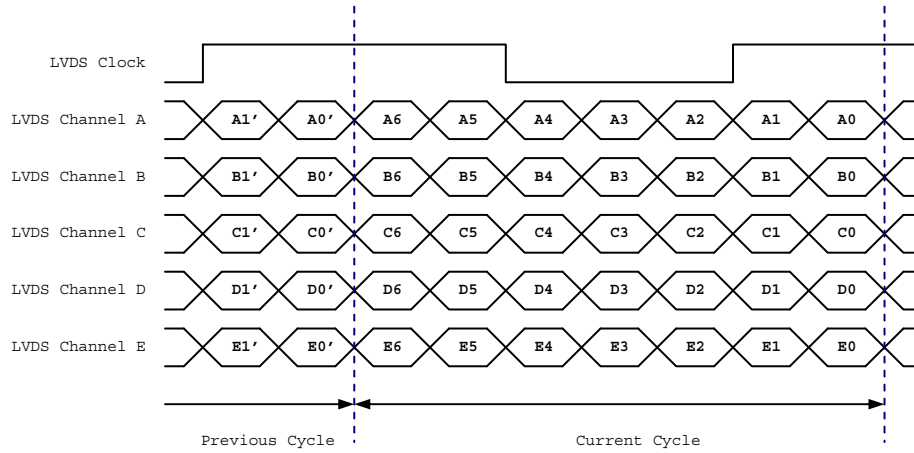 LVDS Clock
LVDS Channel A A1’ A0’ A6 A5 A4 A3 A2 A1 A0
LVDS Channel B B1’ B0’ B6 B5 B4 B3 B2 B1 B0
LVDS Channel C C1’ C0’ C6 C5 C4 C3 C2 C1 C0
LVDS Channel D D1’ D0’ D6 D5 D4 D3 D2 D1 D0
LVDS Channel E E1’ E0’ E6 E5 E4 E3 E2 E1 E0
Previous Cycle Current Cycle